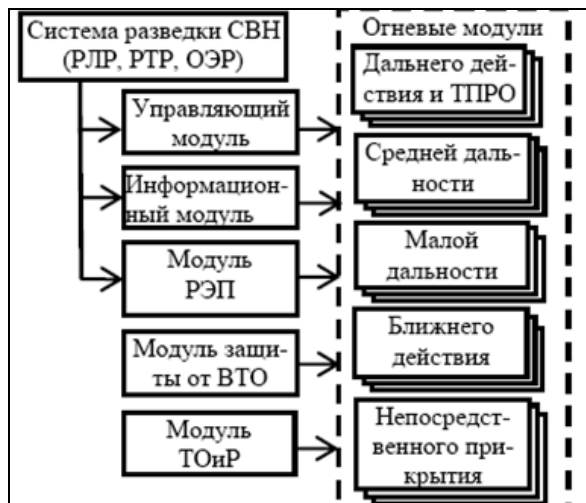 Система разведки СВН
(РЛР, РТР, ОЭР)
Управляющий
модуль
Информацион-
ный модуль
Модуль
РЭП
Модуль защи-
ты от ВТО
Модуль
ТОиР
Огневые модули
Дальнего дей-
ствия и ТПРО
Средней даль-
ности
Малой
дальности
Ближнего
действия
Непосредст-
венного при-
крытия